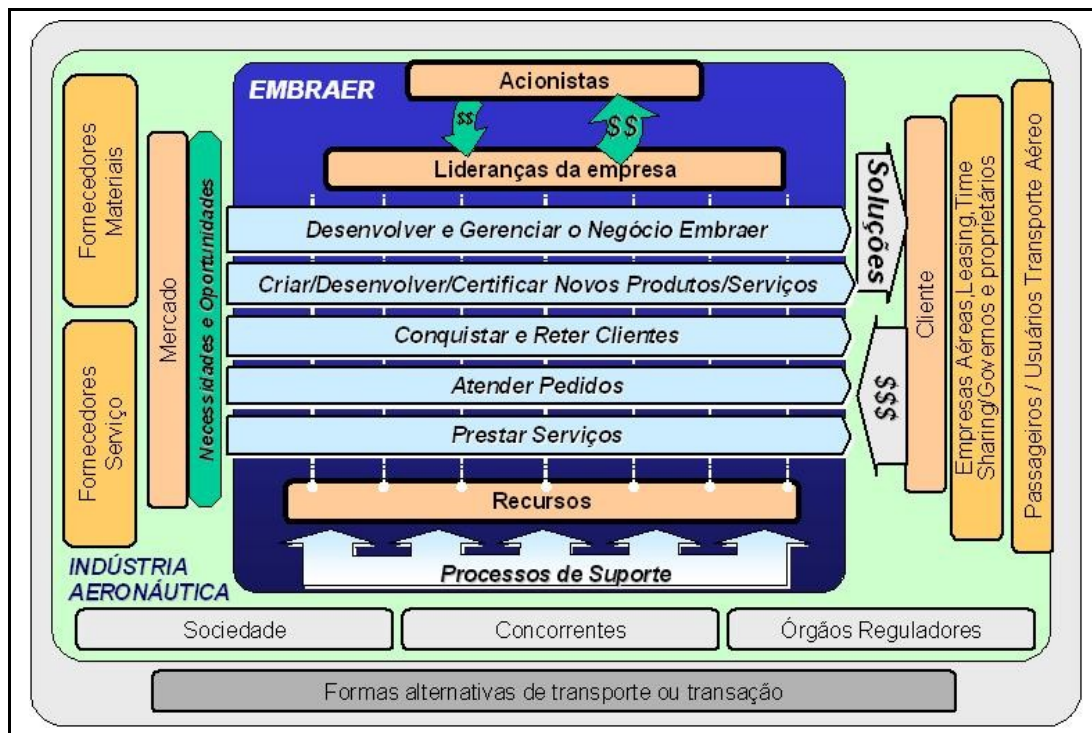 EMBRAER
Acionistas
$$
$$
Lideranças da empresa
Fornecedores
Materiais
Fornecedores
Serviço
Mercado
Necessidades e Oportunidades
Desenvolver e Gerenciar o Negócio Embraer
Criar/Desenvolver/Certificar Novos Produtos/Serviços
Conquistar e Reter Clientes
Atender Pedidos
Prestar Serviços
Recursos
Processos de Suporte
Soluções
$$$
Cliente
Empresas Aéreas,Leasing,Time
Sharing/Governos e proprietários
Passageiros / Usuários Transporte Aéreo
INDÚSTRIA
AERONÁUTICA
Sociedade
Concorrentes
Órgãos Reguladores
Formas alternativas de transporte ou transação